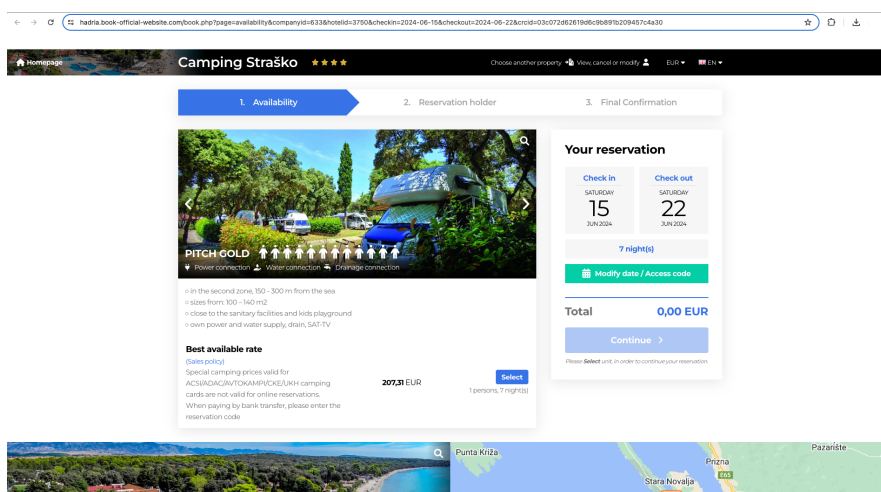 hadria.book-official-website.com/book.php?page=availability&companyid=633&hotelid=3750&checkin=2024-06-15&checkout=2024-06-22&crcid=03c072d62619d6c9b891b209457c4a30
Homepage
Camping Straško
Choose another property
View, cancel or modify
EUR
EN
1. Availability
2. Reservation holder
3. Final Confirmation
PITCH GOLD
Power connection
Water connection
Drainage connection
in the second zone, 150 - 300 m from the sea
sizes from: 100 – 140 m2
close to the sanitary facilities and kids playground
own power and water supply, drain, SAT-TV
Best available rate
(Sales policy)
Special camping prices valid for
ACSI/ADAC/AVTOKAMPI/CKE/UKH camping
cards are not valid for online reservations.
When paying by bank transfer, please enter the
reservation code
207,31 EUR
Select
1 persons, 7 night(s)
Your reservation
Check in
SATURDAY
15
JUN 2024
Check out
SATURDAY
22
JUN 2024
7 night(s)
Modify date / Access code
Total
0,00 EUR
Continue
Please Select unit, in order to continue your reservation.
Punta Križa
Pazarište
Prizna
E65
Stara Novalja